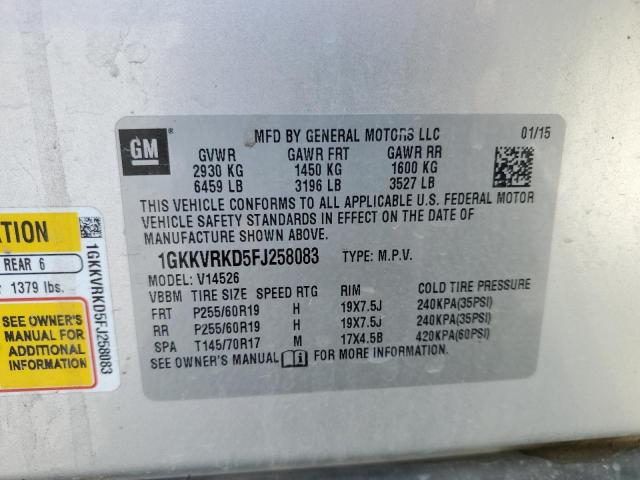 GM
MFD BY GENERAL MOTORS LLC 01/15
GVWR GAWR FRT GAWR RR
2930 KG 1450 KG 1600 KG
6459 LB 3196 LB 3527 LB
THIS VEHICLE CONFORMS TO ALL APPLICABLE U.S. FEDERAL MOTOR
VEHICLE SAFETY STANDARDS IN EFFECT ON THE DATE OF
MANUFACTURE SHOWN ABOVE.
1GKKVRKD5FJ258083 TYPE: M.P.V.
MODEL: V14526
VBBM TIRE SIZE SPEED RTG RIM COLD TIRE PRESSURE
FRT P255/60R19 H 19X7.5J 240KPA(35PSI)
RR P255/60R19 H 19X7.5J 240KPA(35PSI)
SPA T145/70R17 M 17X4.5B 420KPA(60PSI)
SEE OWNER'S MANUAL FOR MORE INFORMATION.
REAR 6
1379 lbs.
SEE OWNER'S
MANUAL FOR
ADDITIONAL
INFORMATION
1GKKVRKD5FJ258083